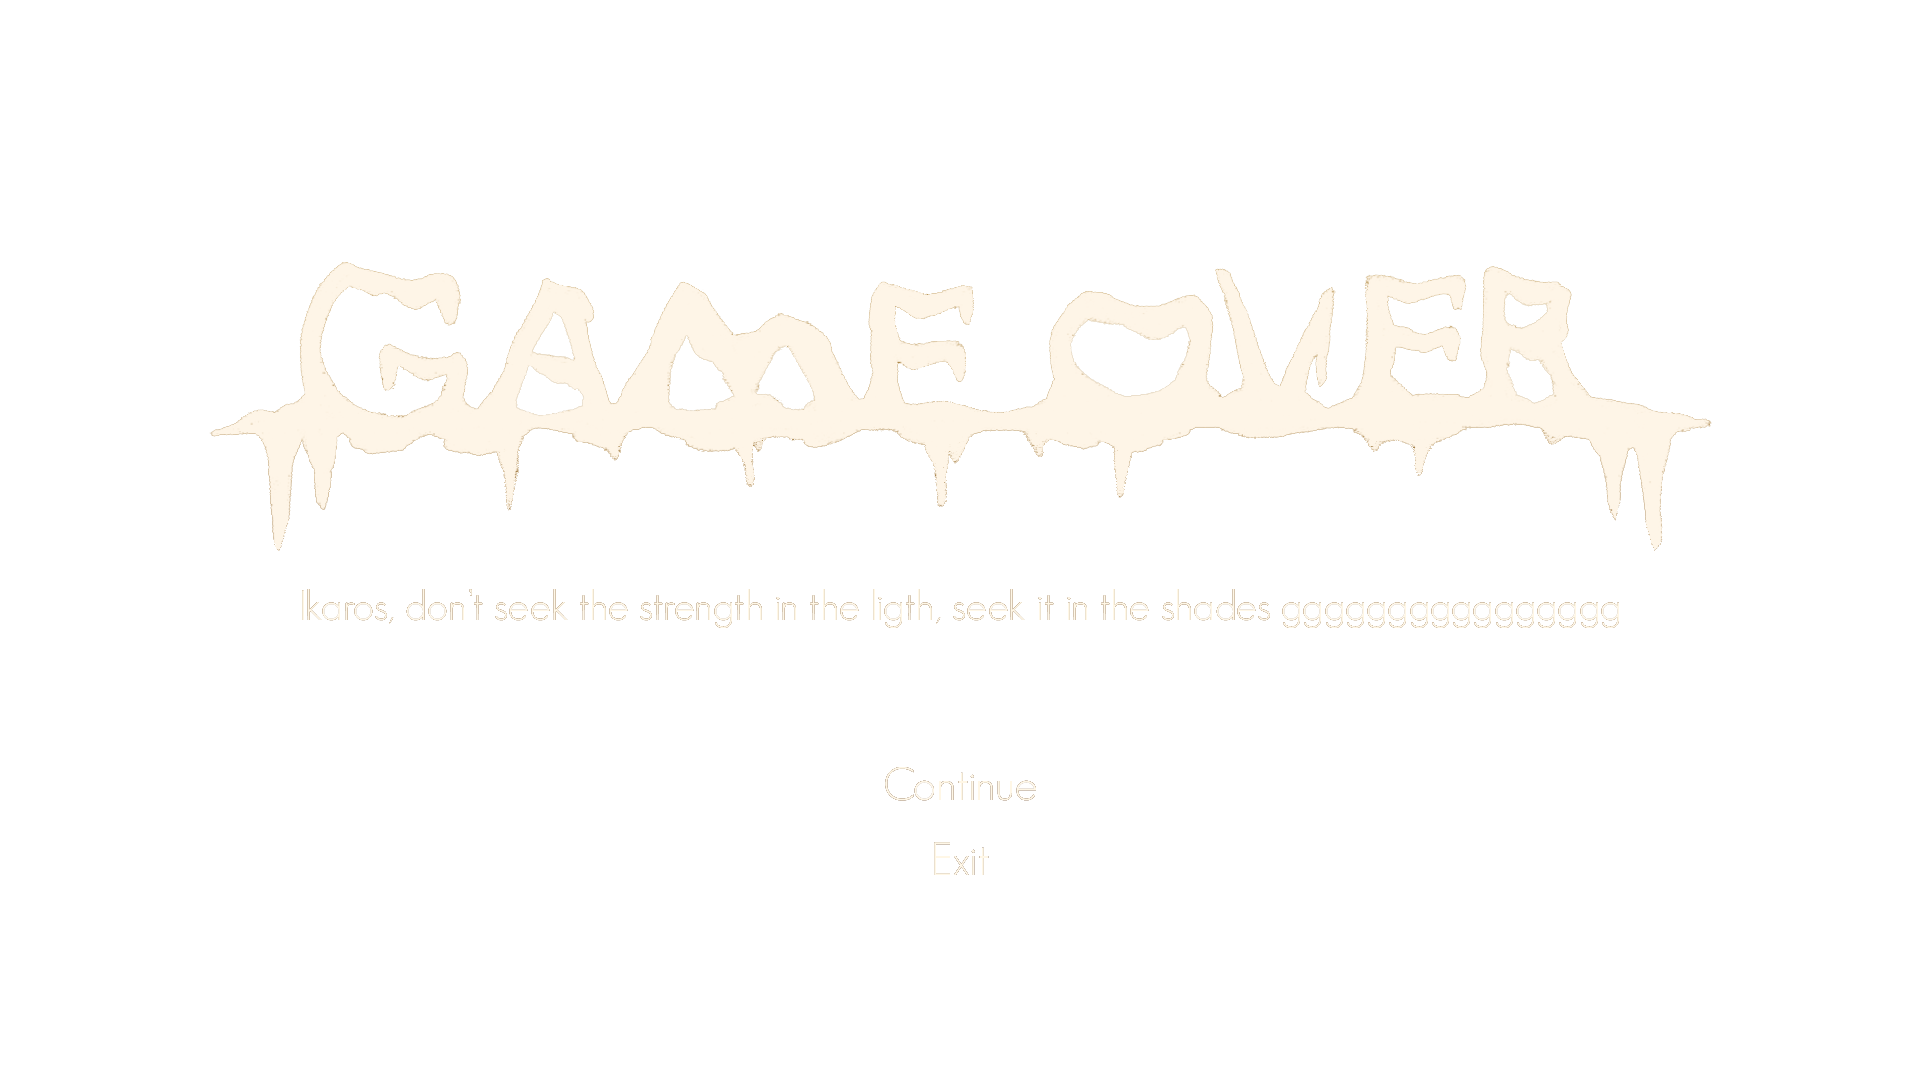 GAME OVER
Ikaros, don't seek the strength in the ligth, seek it in the shades gggggggggggggggg
Continue
Exit